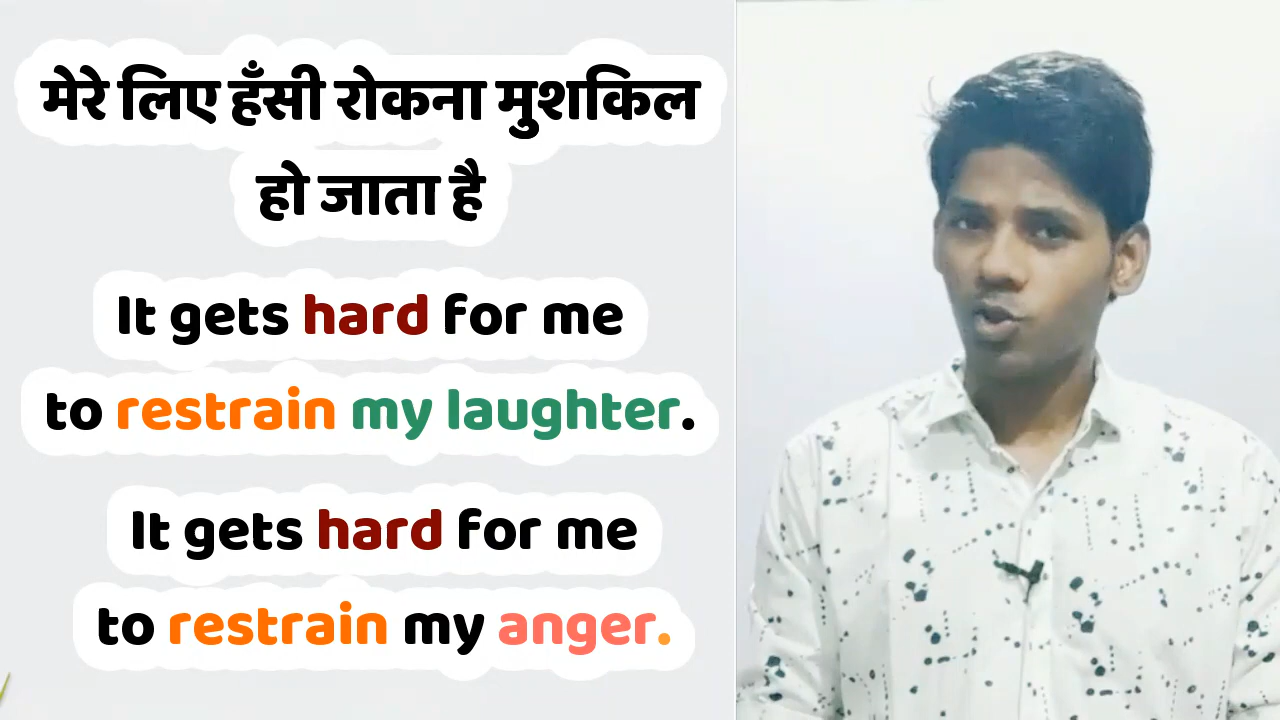 मेरे लिए हँसी रोकना मुशकिल
हो जाता है
It gets hard for me
to restrain my laughter.
It gets hard for me
to restrain my anger.